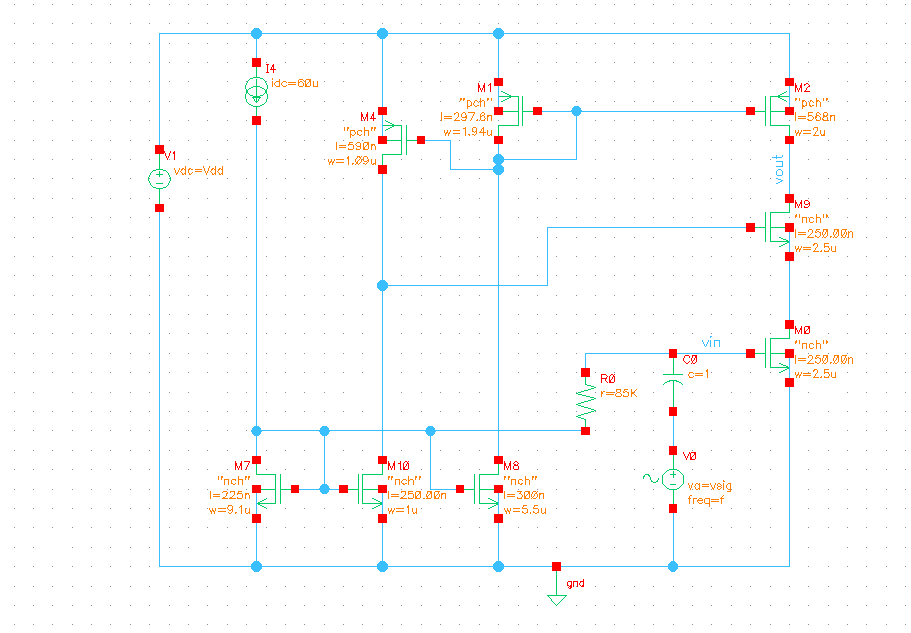 I4
idc=60u
M4
"pch"
l=590n
w=1.09u
M1
"pch"
l=297.6n
w=1.94u
M2
"pch"
l=568n
w=2u
V1
vdc=Vdd
vout
M9
"nch"
l=250.00n
w=2.5u
vin
M0
"nch"
l=250.00n
w=2.5u
C0
c=1
R0
r=85K
M7
"nch"
l=225n
w=9.1u
M10
"nch"
l=250.00n
w=1u
M8
"nch"
l=300n
w=5.5u
V0
va=vsig
freq=f
gnd